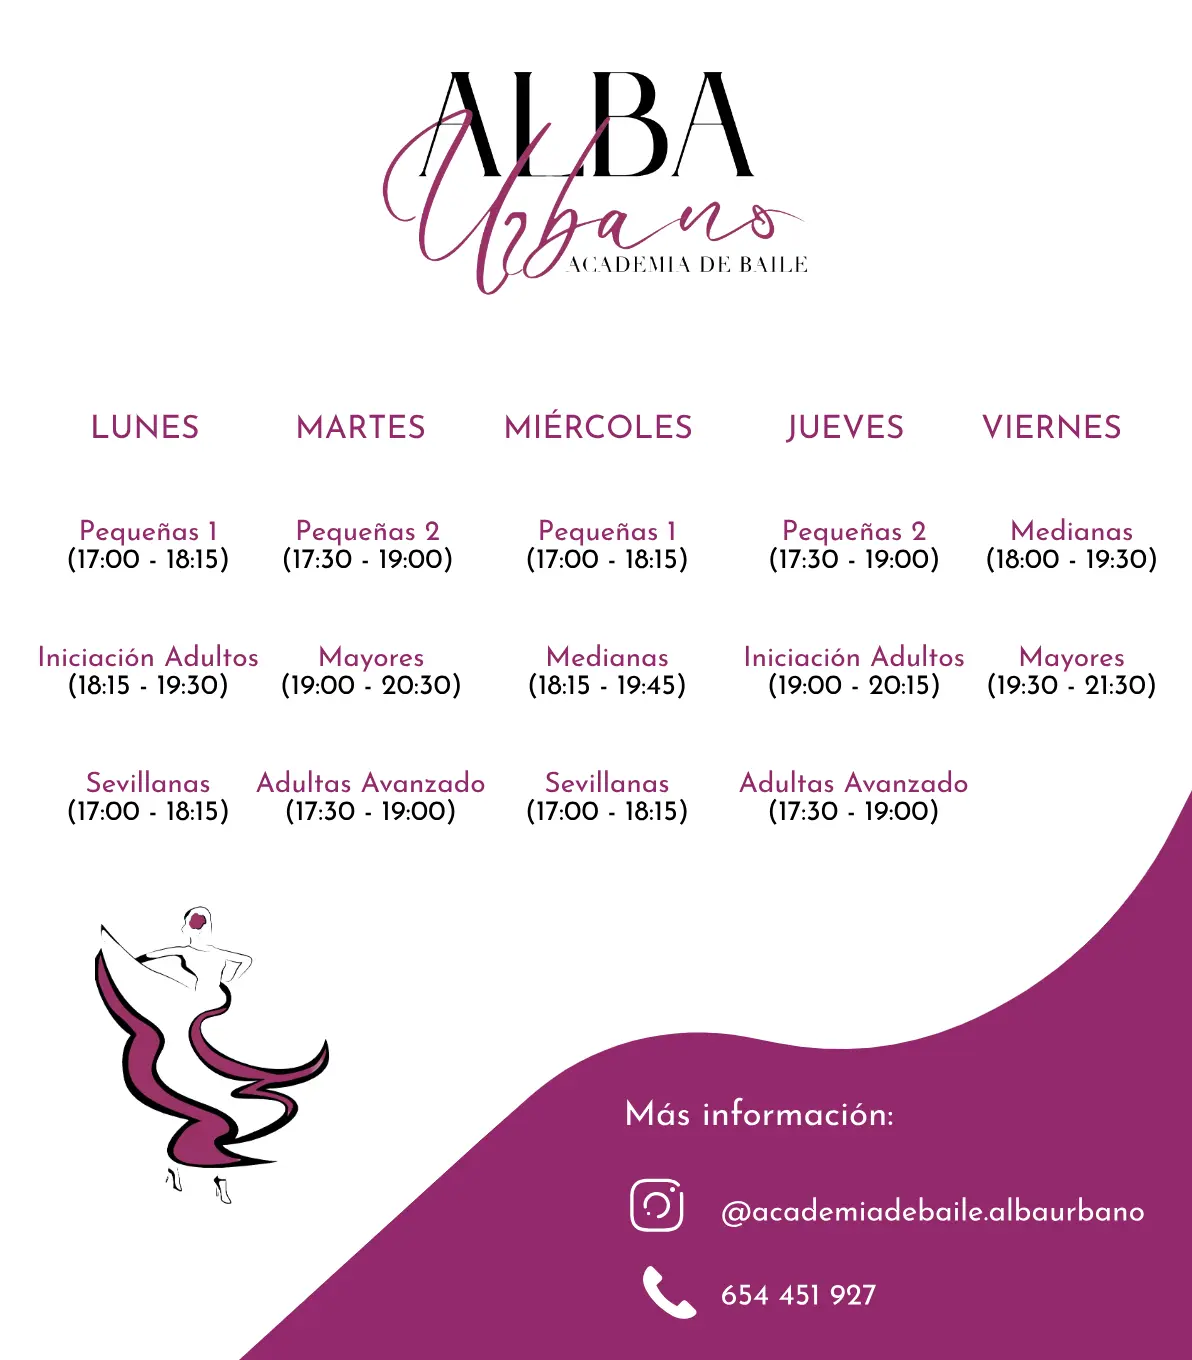 ALBA
Urbano
ACADEMIA DE BAILE
LUNES MARTES MIÉRCOLES JUEVES VIERNES
Pequeñas 1 Pequeñas 2 Pequeñas 1 Pequeñas 2 Medianas
(17:00 - 18:15) (17:30 - 19:00) (17:00 - 18:15) (17:30 - 19:00) (18:00 - 19:30)
Iniciación Adultos Mayores Medianas Iniciación Adultos Mayores
(18:15 - 19:30) (19:00 - 20:30) (18:15 - 19:45) (19:00 - 20:15) (19:30 - 21:30)
Sevillanas Adultas Avanzado Sevillanas Adultas Avanzado
(17:00 - 18:15) (17:30 - 19:00) (17:00 - 18:15) (17:30 - 19:00)
Más información:
@academiadebaile.albaurbano
654 451 927